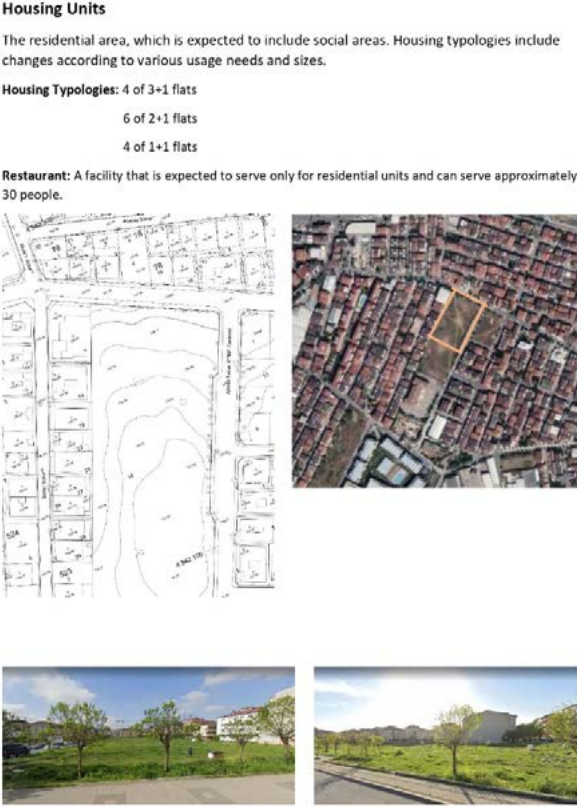 Housing Units
The residential area, which is expected to include social areas. Housing typologies include
changes according to various usage needs and sizes.
Housing Typologies: 4 of 3+1 flats
6 of 2+1 flats
4 of 1+1 flats
Restaurant: A facility that is expected to serve only for residential units and can serve approximately
30 people.